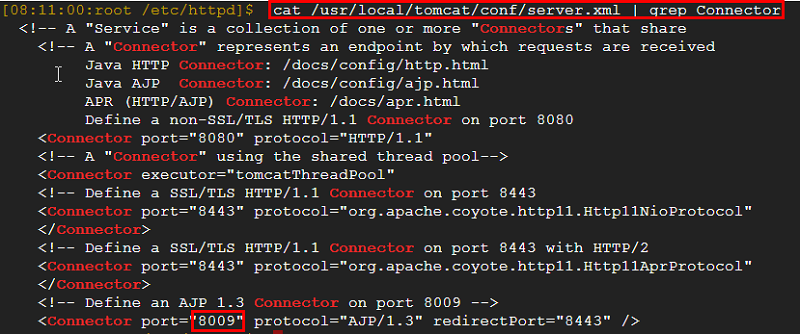 [08:11:00:root /etc/httpd]$ cat /usr/local/tomcat/conf/server.xml | grep Connector
<!-- A "Service" is a collection of one or more "Connectors" that share
<!-- A "Connector" represents an endpoint by which requests are received
Java HTTP Connector: /docs/config/http.html
Java AJP  Connector: /docs/config/ajp.html
APR (HTTP/AJP) Connector: /docs/apr.html
Define a non-SSL/TLS HTTP/1.1 Connector on port 8080
<Connector port="8080" protocol="HTTP/1.1"
<!-- A "Connector" using the shared thread pool-->
<Connector executor="tomcatThreadPool"
<!-- Define a SSL/TLS HTTP/1.1 Connector on port 8443
<Connector port="8443" protocol="org.apache.coyote.http11.Http11NioProtocol"
</Connector>
<!-- Define a SSL/TLS HTTP/1.1 Connector on port 8443 with HTTP/2
<Connector port="8443" protocol="org.apache.coyote.http11.Http11AprProtocol"
</Connector>
<!-- Define an AJP 1.3 Connector on port 8009 -->
<Connector port="8009" protocol="AJP/1.3" redirectPort="8443" />